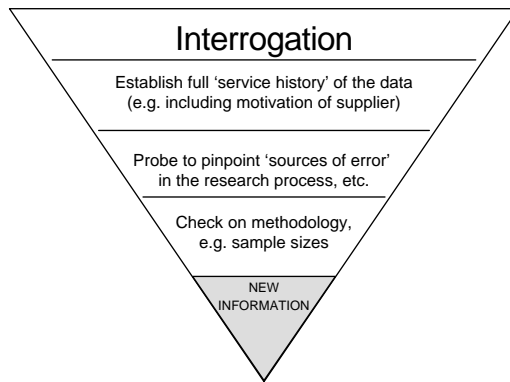 Interrogation
Establish full ‘service history’ of the data
(e.g. including motivation of supplier)
Probe to pinpoint ‘sources of error’
in the research process, etc.
Check on methodology,
e.g. sample sizes
NEW
INFORMATION